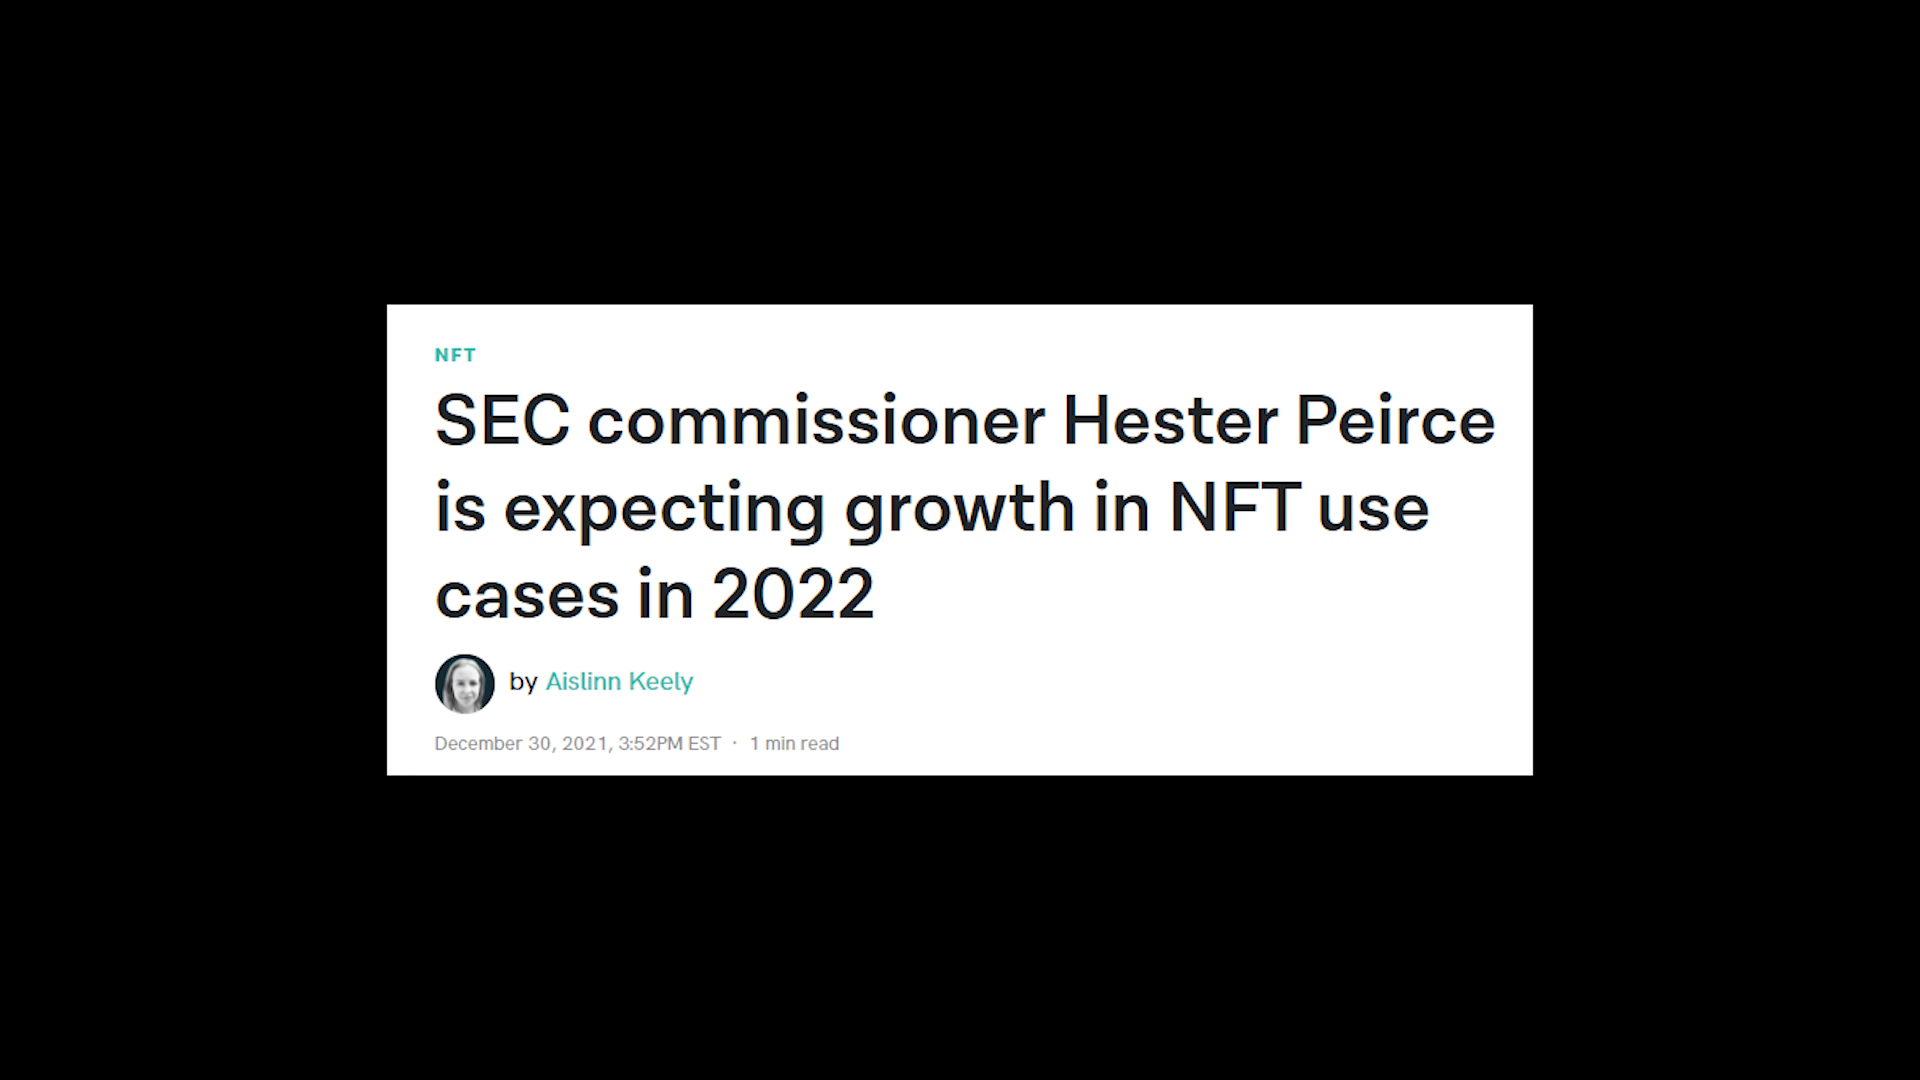 NFT
SEC commissioner Hester Peirce
is expecting growth in NFT use
cases in 2022
by Aislinn Keely
December 30, 2021, 3:52PM EST · 1 min read